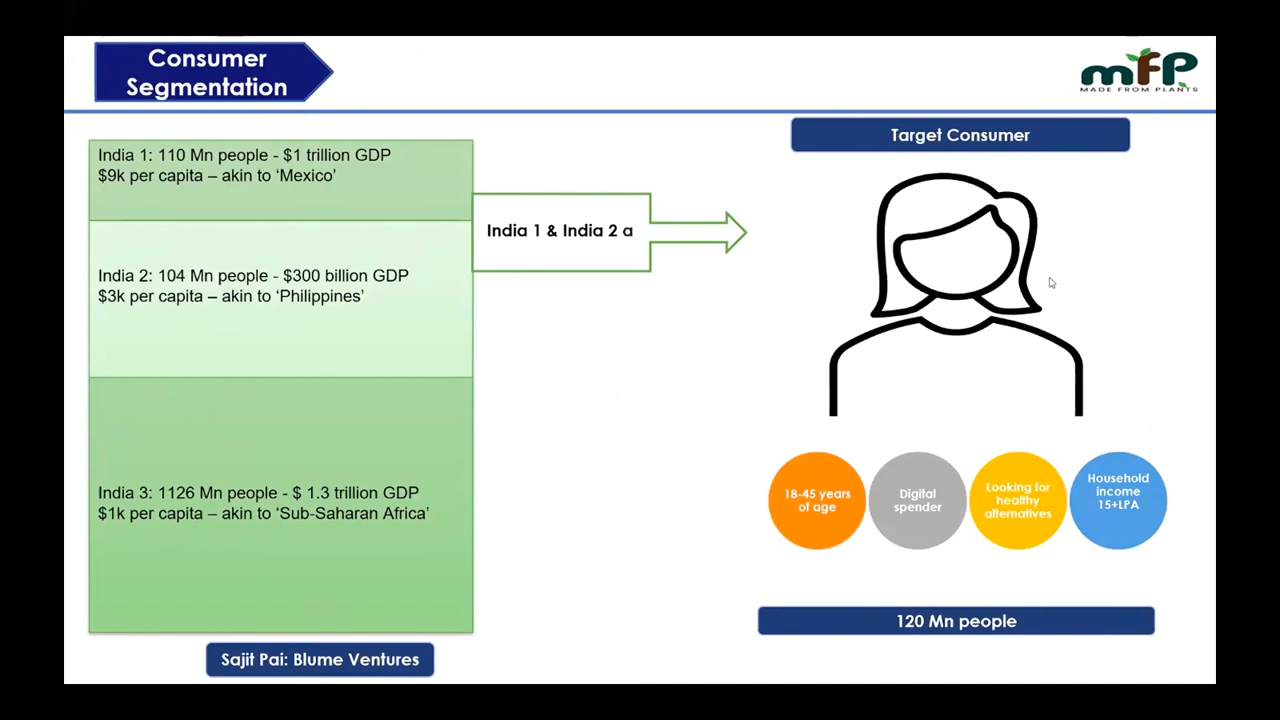 Consumer
Segmentation
mFP
MADE FROM PLANTS
India 1: 110 Mn people - $1 trillion GDP
$9k per capita – akin to ‘Mexico’
India 2: 104 Mn people - $300 billion GDP
$3k per capita – akin to ‘Philippines’
India 3: 1126 Mn people - $ 1.3 trillion GDP
$1k per capita – akin to ‘Sub-Saharan Africa’
Sajit Pai: Blume Ventures
India 1 & India 2 a
Target Consumer
18-45 years
of age
Digital
spender
Looking for
healthy
alternatives
Household
income
15+LPA
120 Mn people